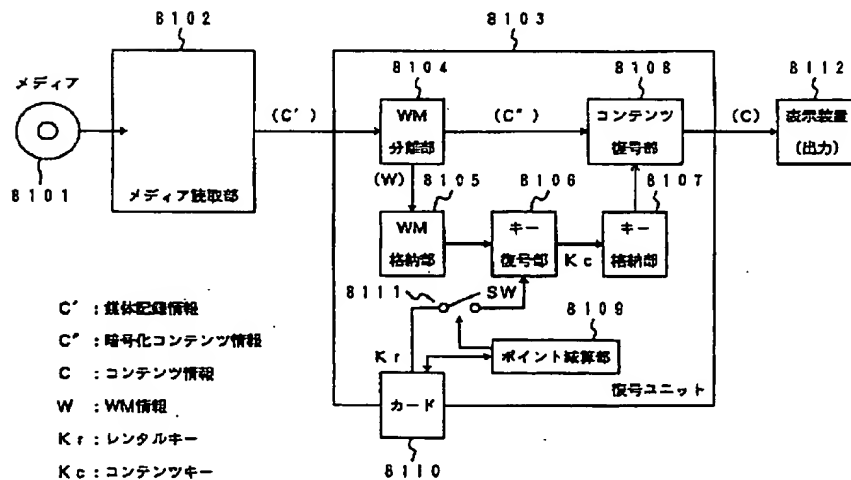 8102
8103
8104
8108
8112
メディア
(C′)
WM
分離部
(C″)
コンテンツ
復号部
(C)
表示装置
(出力)
8101
メディア読取部
(W)
8105
8106
8107
WM
格納部
キー
復号部
Kc
キー
格納部
8111
SW
8109
Kr
ポイント減算部
カード
復号ユニット
8110
C′:媒体記録情報
C″:暗号化コンテンツ情報
C:コンテンツ情報
W:WM情報
Kr:レンタルキー
Kc:コンテンツキー